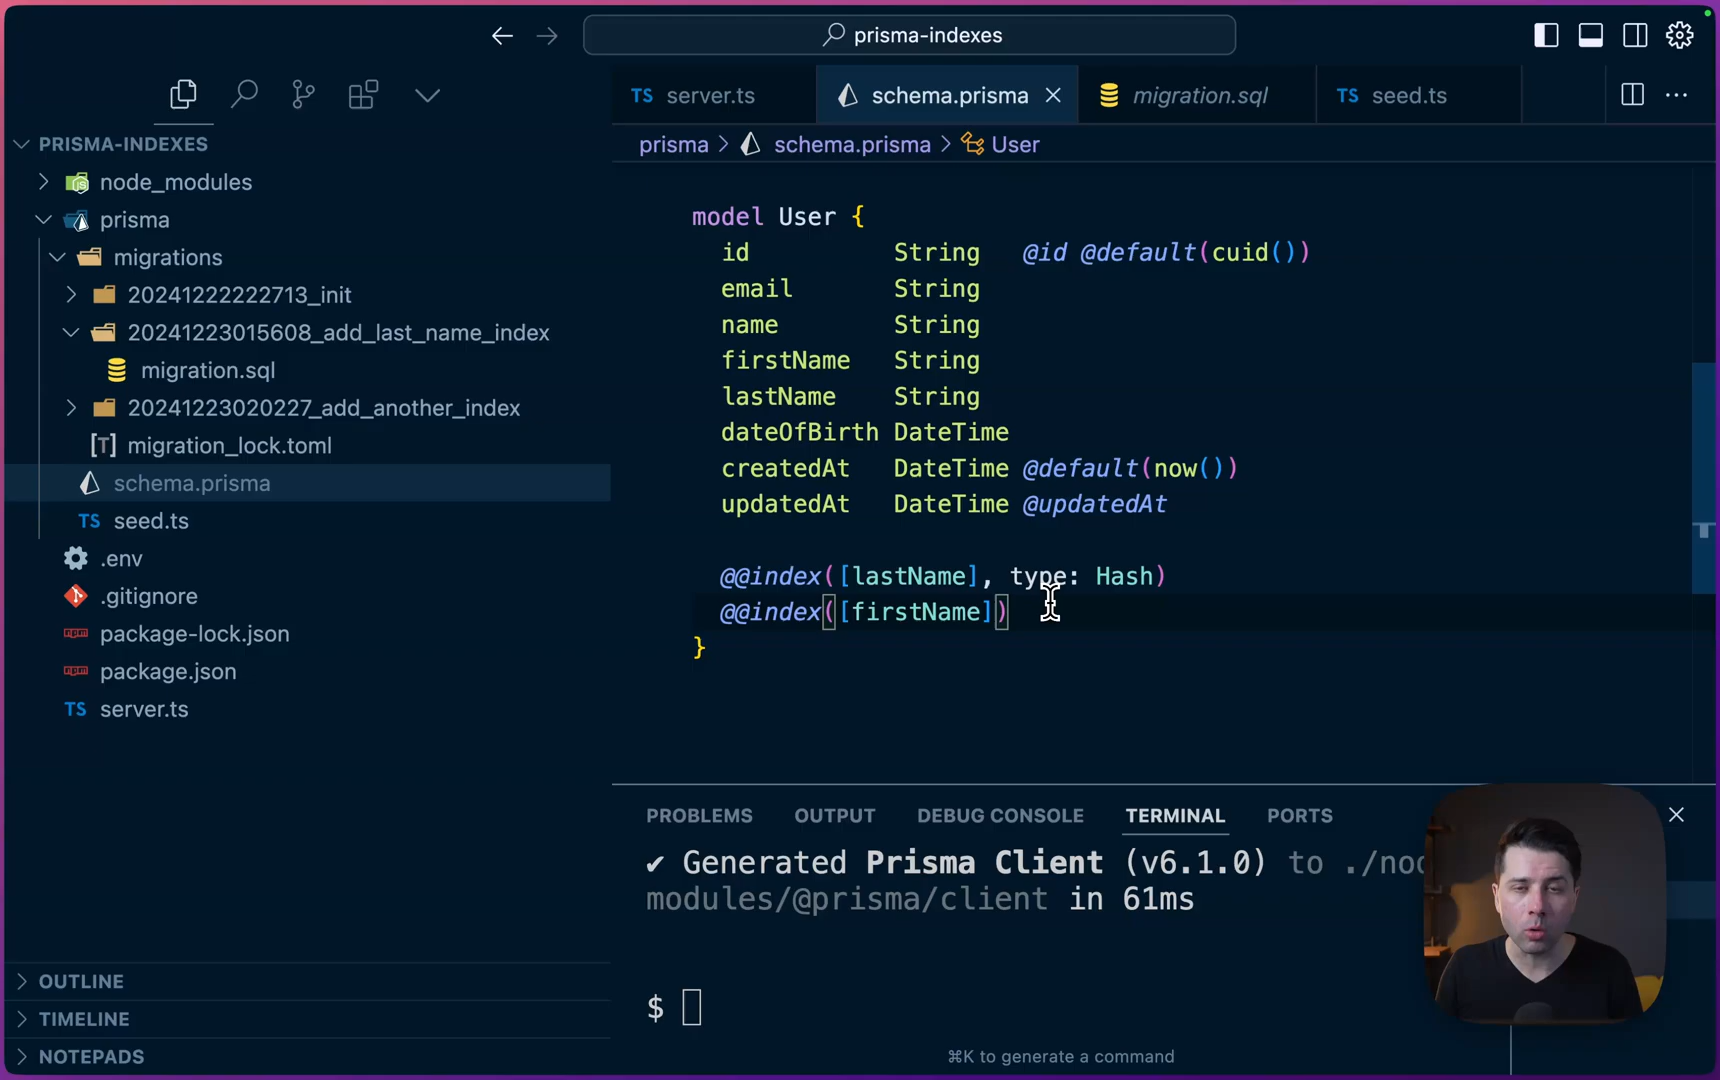 prisma-indexes
TS server.ts
schema.prisma
migration.sql
TS seed.ts
PRISMA-INDEXES
node_modules
prisma
migrations
20241222222713_init
20241223015608_add_last_name_index
migration.sql
20241223020227_add_another_index
[T] migration_lock.toml
schema.prisma
TS seed.ts
.env
.gitignore
package-lock.json
package.json
TS server.ts
OUTLINE
TIMELINE
NOTEPADS
prisma > schema.prisma > User
model User {
id String @id @default(cuid())
email String
name String
firstName String
lastName String
dateOfBirth DateTime
createdAt DateTime @default(now())
updatedAt DateTime @updatedAt
@@index([lastName], type: Hash)
@@index([firstName])
}
PROBLEMS OUTPUT DEBUG CONSOLE TERMINAL PORTS
✔ Generated Prisma Client (v6.1.0) to ./nod
modules/@prisma/client in 61ms
$
⌘K to generate a command